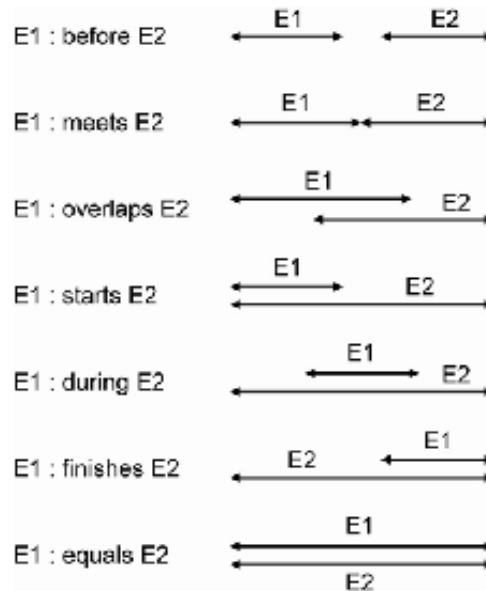 E1 : before E2 E1 E2
E1 : meets E2 E1 E2
E1 : overlaps E2 E1 E2
E1 : starts E2 E1 E2
E1 : during E2 E1 E2
E1 : finishes E2 E2 E1
E1 : equals E2 E1 E2